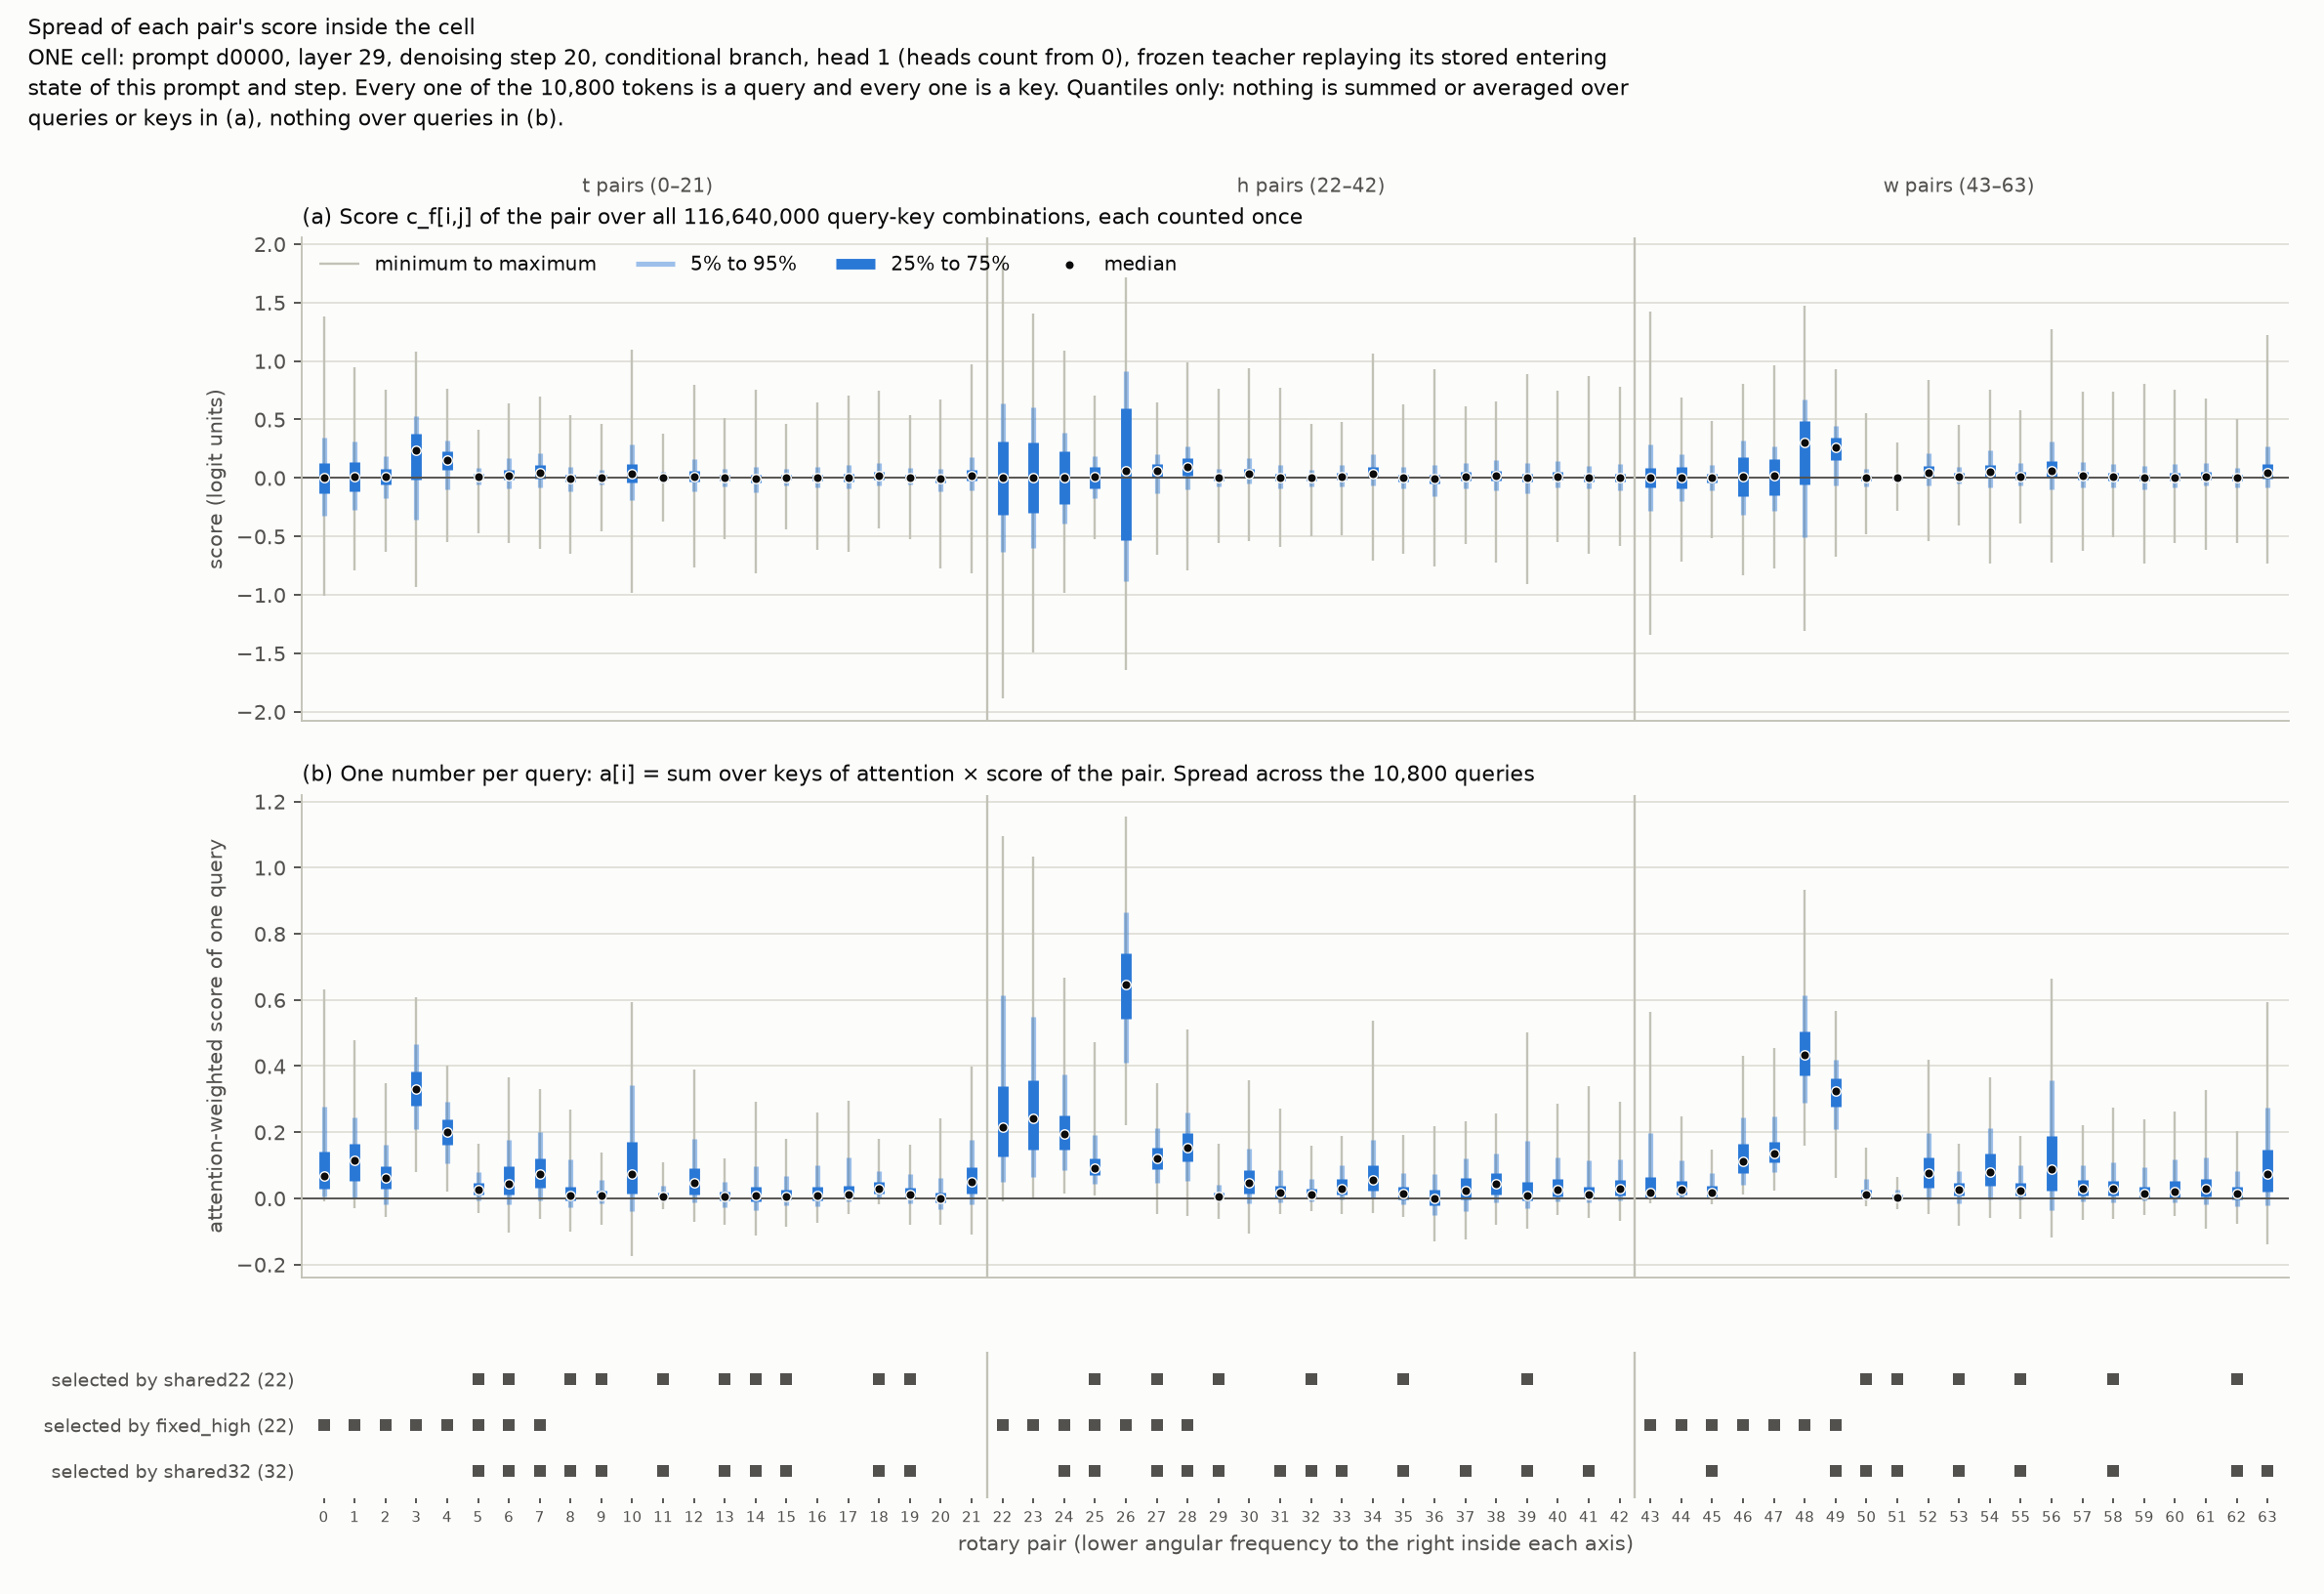 Spread of each pair's score inside the cell
ONE cell: prompt d0000, layer 29, denoising step 20, conditional branch, head 1 (heads count from 0), frozen teacher replaying its stored entering
state of this prompt and step. Every one of the 10,800 tokens is a query and every one is a key. Quantiles only: nothing is summed or averaged over
queries or keys in (a), nothing over queries in (b).
t pairs (0–21)
h pairs (22–42)
w pairs (43–63)
(a) Score c_f[i,j] of the pair over all 116,640,000 query-key combinations, each counted once
minimum to maximum
5% to 95%
25% to 75%
median
score (logit units)
2.0
1.5
1.0
0.5
0.0
−0.5
−1.0
−1.5
−2.0
(b) One number per query: a[i] = sum over keys of attention × score of the pair. Spread across the 10,800 queries
attention-weighted score of one query
1.2
1.0
0.8
0.6
0.4
0.2
0.0
−0.2
selected by shared22 (22)
selected by fixed_high (22)
selected by shared32 (32)
0 1 2 3 4 5 6 7 8 9 10 11 12 13 14 15 16 17 18 19 20 21 22 23 24 25 26 27 28 29 30 31 32 33 34 35 36 37 38 39 40 41 42 43 44 45 46 47 48 49 50 51 52 53 54 55 56 57 58 59 60 61 62 63
rotary pair (lower angular frequency to the right inside each axis)